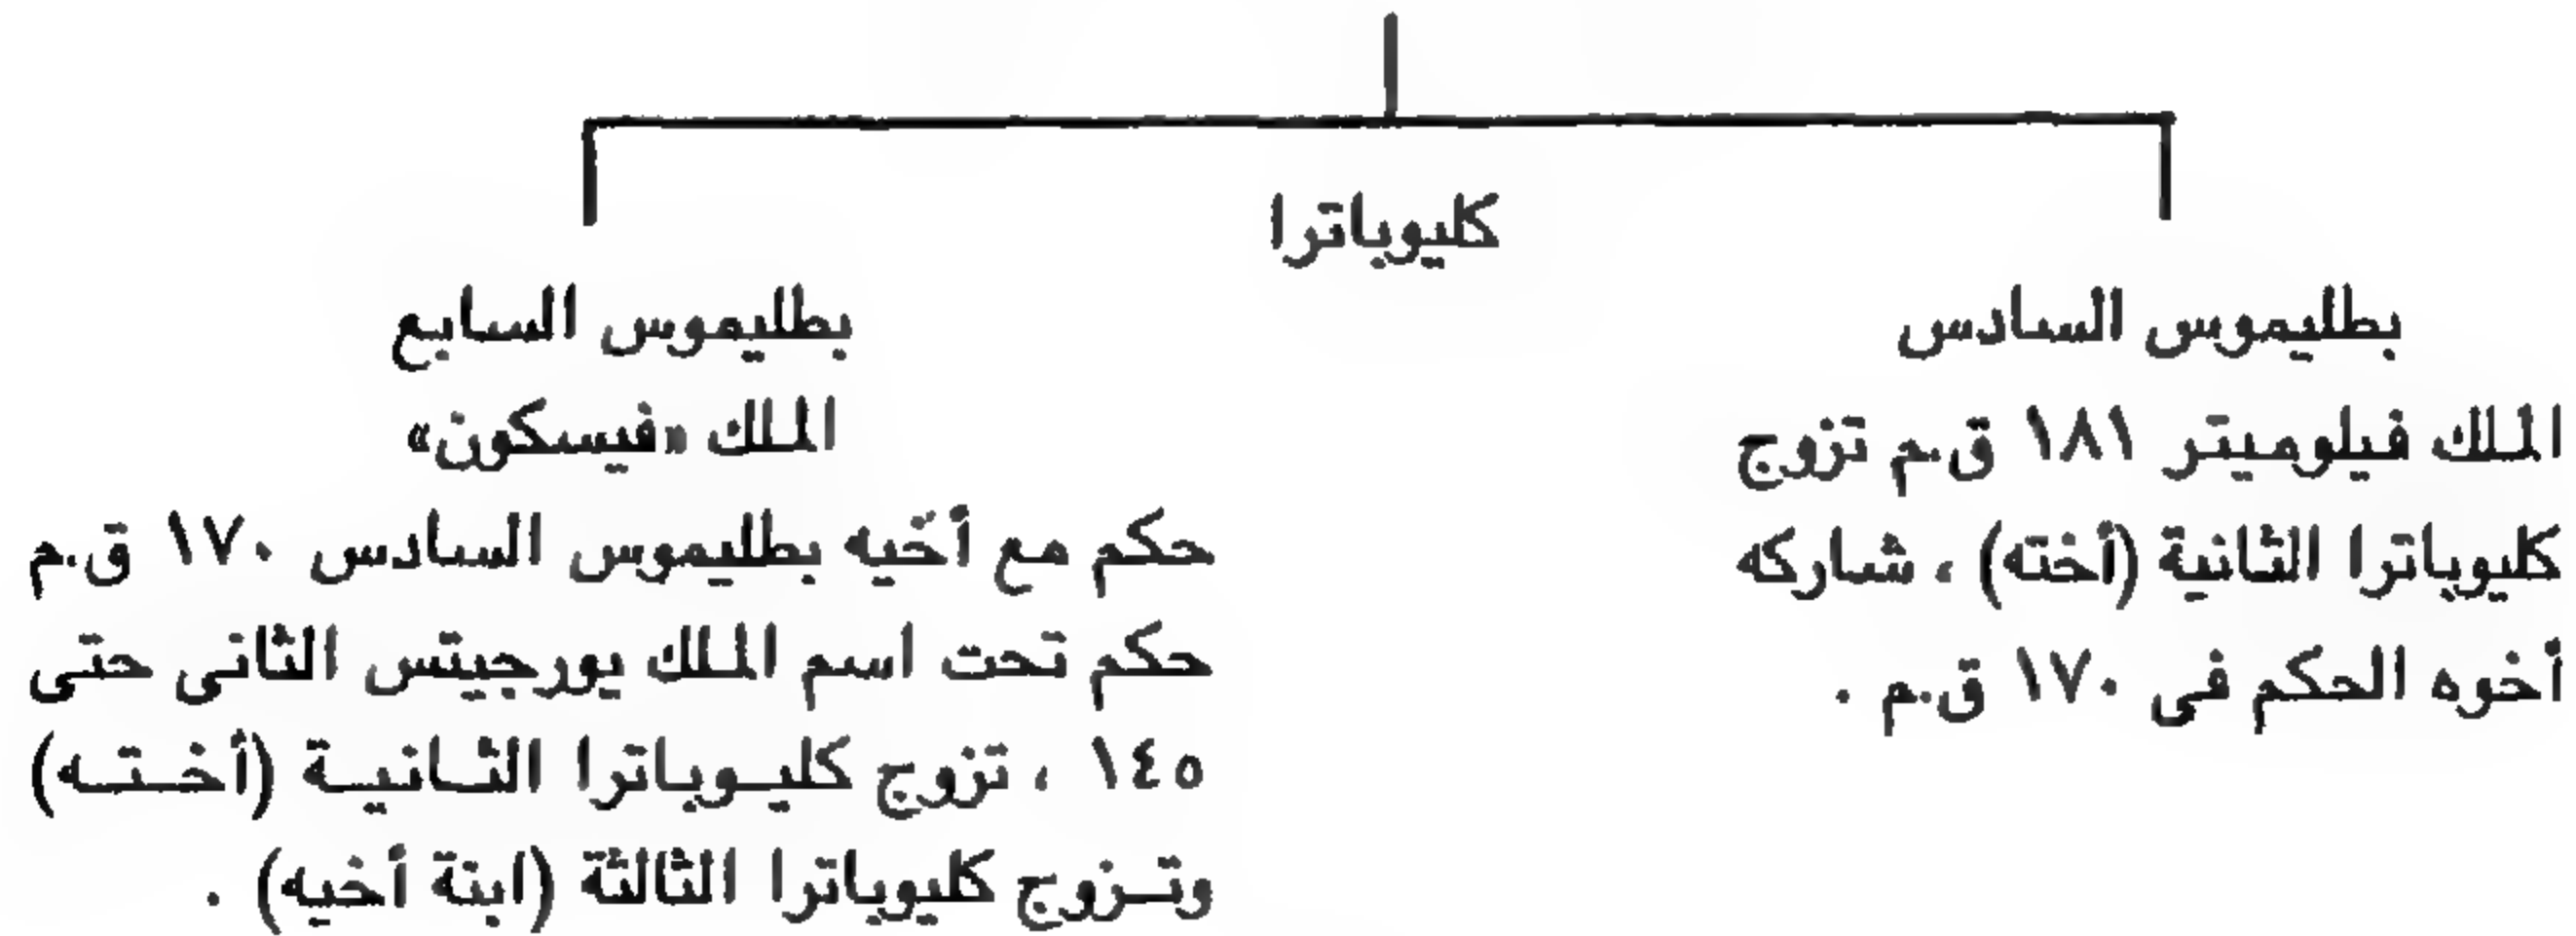 كليوباترا
بطليموس السادس
الملك فيلوميتر ١٨١ ق.م تزوج
كليوباترا الثانية (أخته) ، شاركه
أخوه الحكم فى ١٧٠ ق.م .
بطليموس السابع
الملك «فيسكون»
حكم مع أخيه بطليموس السادس ١٧٠ ق.م
حكم تحت اسم الملك يورجيتس الثانى حتى
١٤٥ ، تزوج كليوباترا الثانية (أخته)
وتزوج كليوباترا الثالثة (ابنة أخيه) .